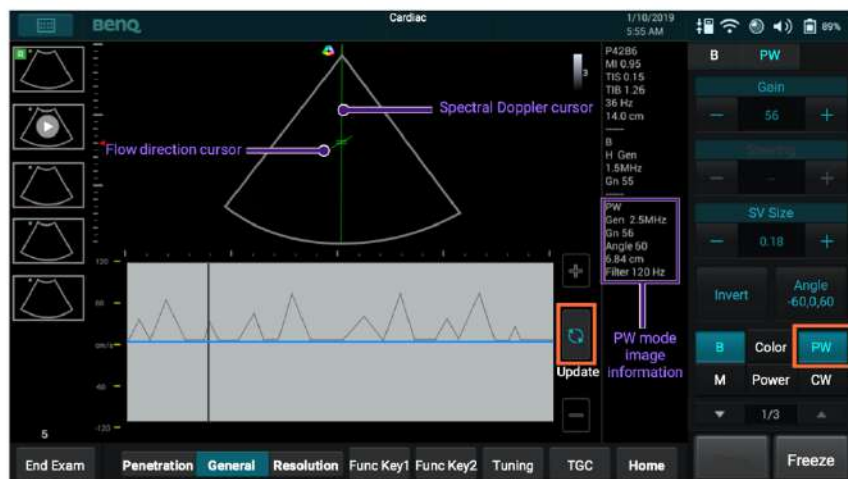 BenQ
Cardiac
1/10/2019
5:55 AM
89%
R
3
Spectral Doppler cursor
Flow direction cursor
P4286
MI 0.95
TIS 0.15
TIB 1.26
36 Hz
14.0 cm
B
H Gen
1.5MHz
Gn 55
PW
Gen 2.5MHz
Gn 56
Angle 60
6.84 cm
Filter 120 Hz
PW mode
image
information
120
60
cm/s
-60
-120
Update
5
B PW
Gain
— 56 +
— - +
SV Size
— 0.18 +
Invert
Angle
-60,0,60
B Color PW
M Power CW
1/3
Freeze
End Exam Penetration General Resolution Func Key1 Func Key2 Tuning TGC Home